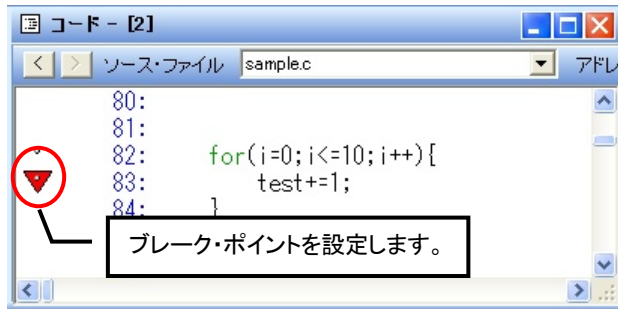 コード - [2]
ソース・ファイル sample.c アドレ
80:
81:
82: for(i=0;i<=10;i++){
83: test+=1;
84: }
ブレーク・ポイントを設定します。